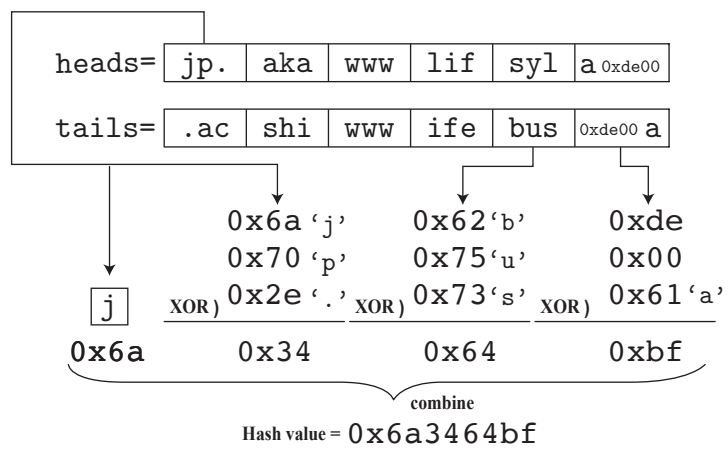 heads= jp. aka www lif syl a 0xde00
tails= .ac shi www ife bus 0xde00 a
0x6a ‘j’ 0x62 ‘b’ 0xde
0x70 ‘p’ 0x75 ‘u’ 0x00
j XOR) 0x2e ‘.’ XOR) 0x73 ‘s’ XOR) 0x61 ‘a’
0x6a 0x34 0x64 0xbf
combine
Hash value = 0x6a3464bf